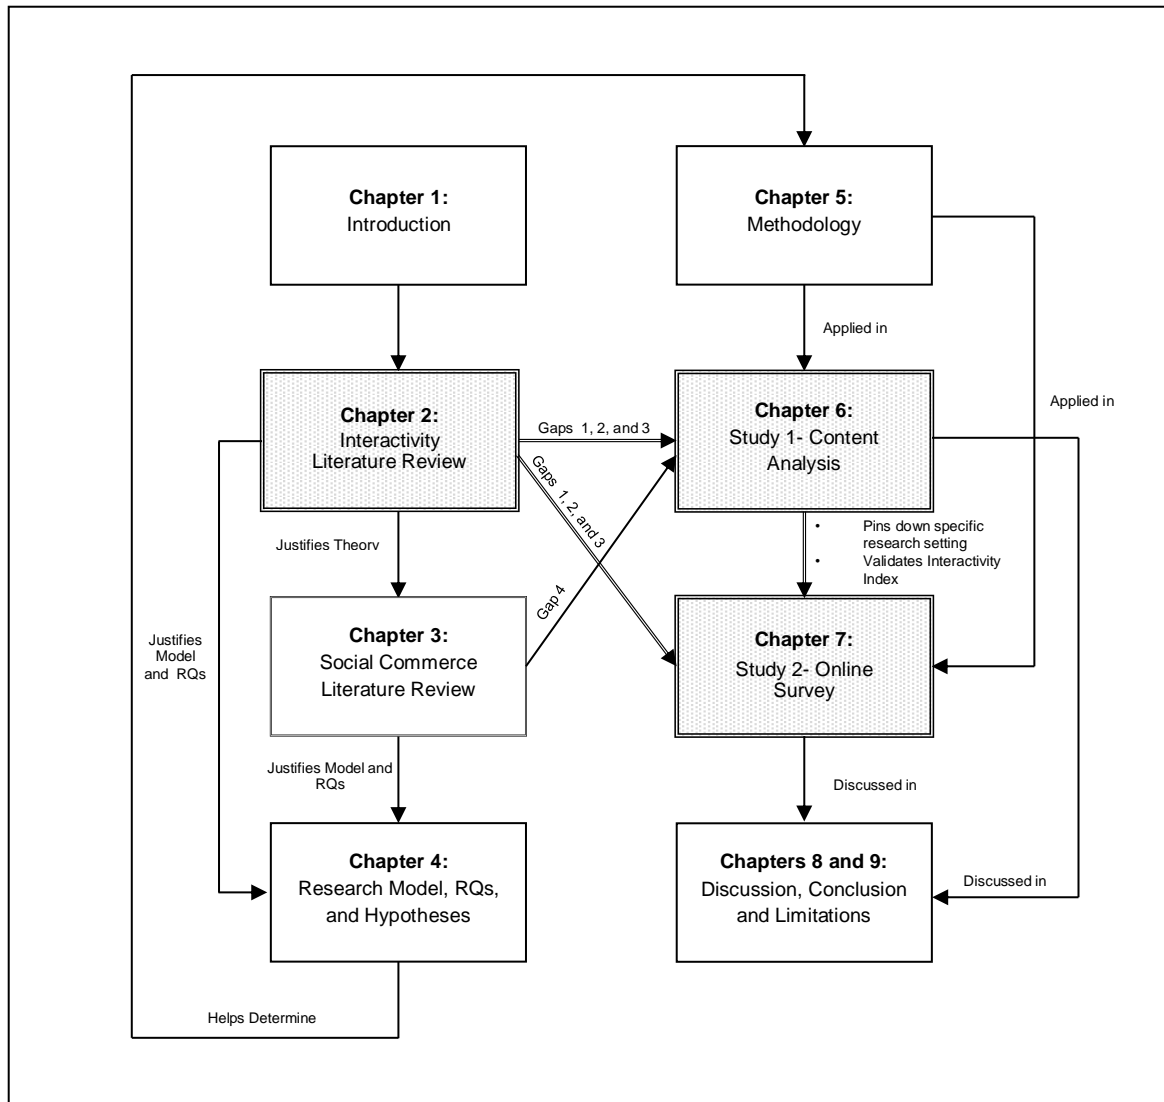 Chapter 1:
Introduction
Chapter 5:
Methodology
Applied in
Applied in
Chapter 2:
Interactivity
Literature Review
Gaps 1, 2, and 3
Gaps 1, 2, and 3
Chapter 6:
Study 1- Content
Analysis
Justifies Theory
• Pins down specific
research setting
• Validates Interactivity
Index
Gap 4
Justifies
Model
and RQs
Chapter 3:
Social Commerce
Literature Review
Chapter 7:
Study 2- Online
Survey
Justifies Model and
RQs
Discussed in
Chapter 4:
Research Model, RQs,
and Hypotheses
Chapters 8 and 9:
Discussion, Conclusion
and Limitations
Discussed in
Helps Determine